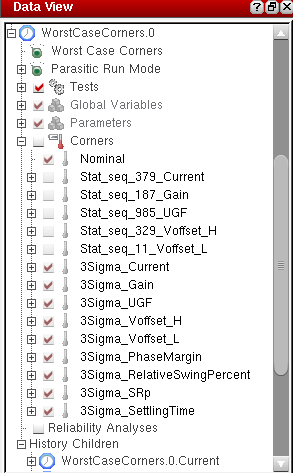 Data View
WorstCaseCorners.0
Worst Case Corners
Parasitic Run Mode
Tests
Global Variables
Parameters
Corners
Nominal
Stat_seq_379_Current
Stat_seq_187_Gain
Stat_seq_985_UGF
Stat_seq_329_Voffset_H
Stat_seq_11_Voffset_L
3Sigma_Current
3Sigma_Gain
3Sigma_UGF
3Sigma_Voffset_H
3Sigma_Voffset_L
3Sigma_PhaseMargin
3Sigma_RelativeSwingPercent
3Sigma_SRp
3Sigma_SettlingTime
Reliability Analyses
History Children
WorstCaseCorners.0.Current